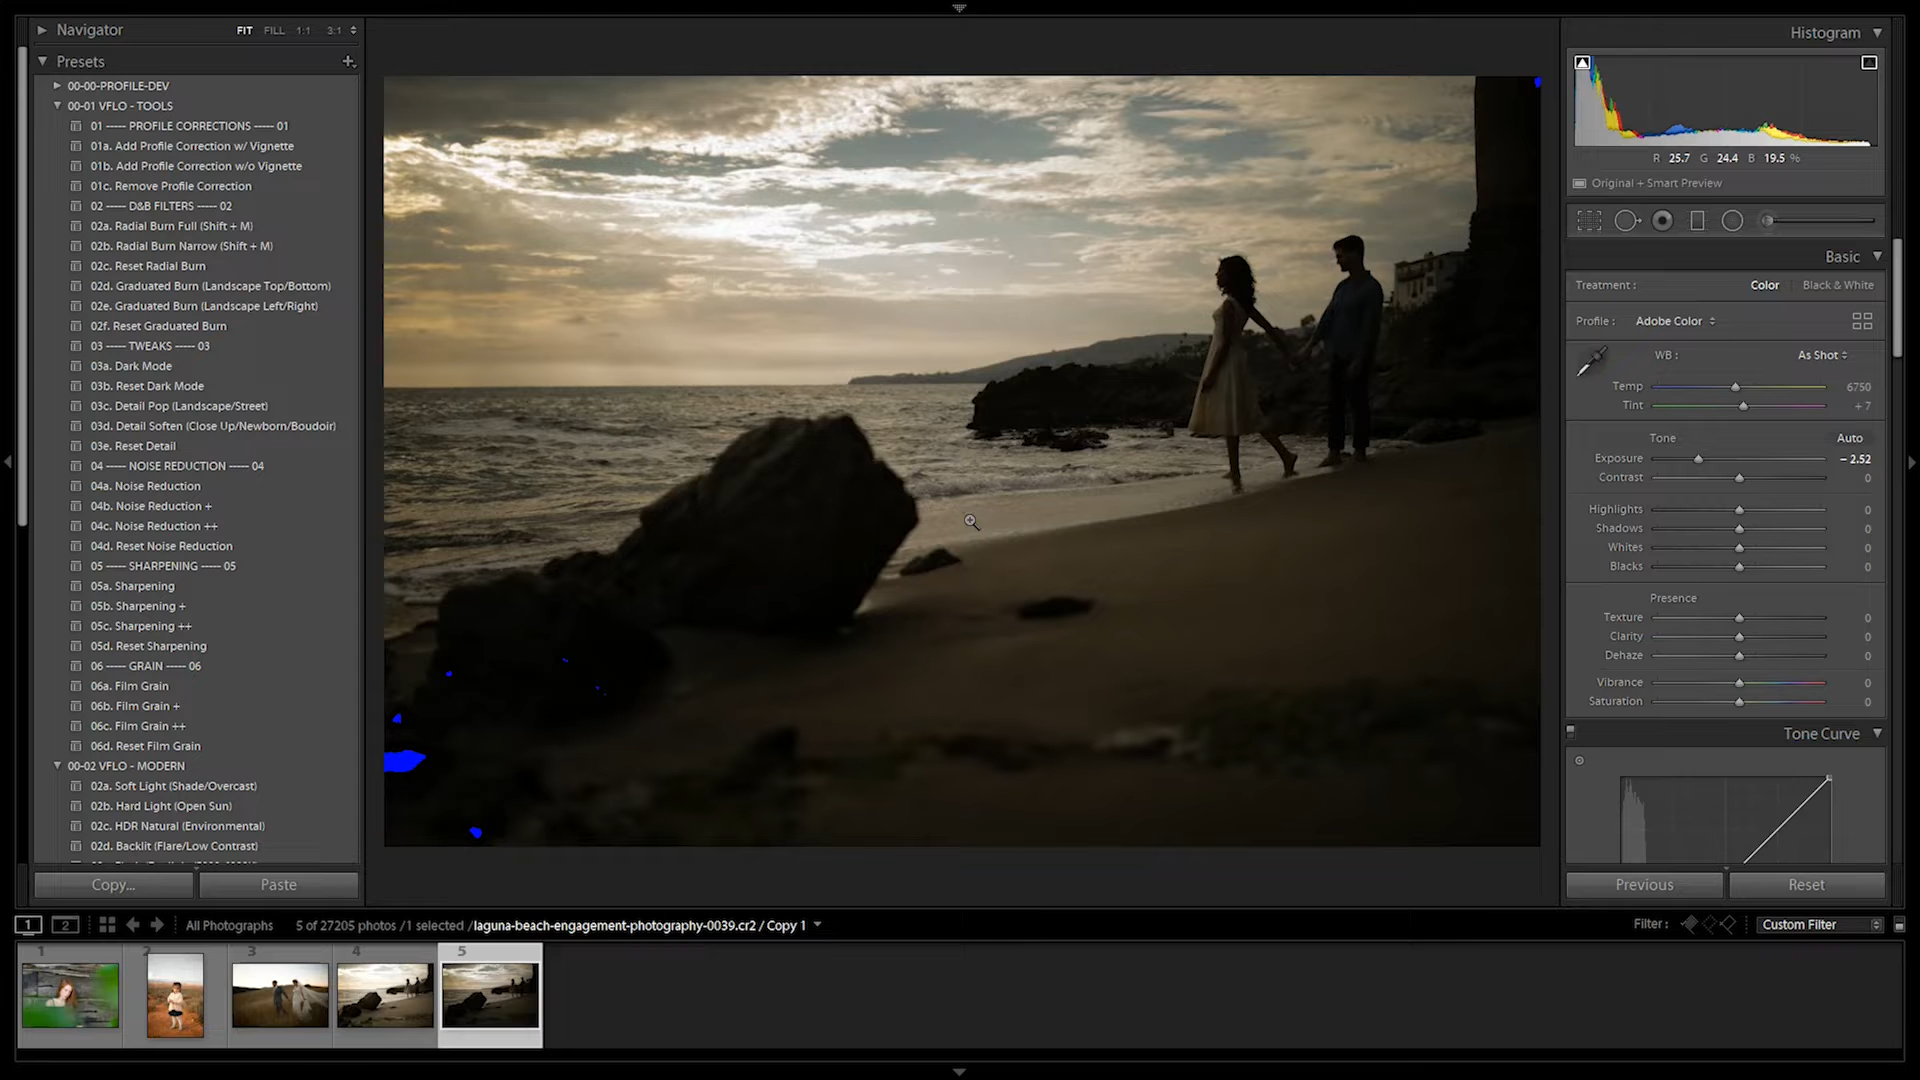 Navigator FIT FILL 1:1 3:1
Presets
00-00-PROFILE-DEV
00-01 VFLO - TOOLS
01 ----- PROFILE CORRECTIONS ----- 01
01a. Add Profile Correction w/ Vignette
01b. Add Profile Correction w/o Vignette
01c. Remove Profile Correction
02 ----- D&B FILTERS ----- 02
02a. Radial Burn Full (Shift + M)
02b. Radial Burn Narrow (Shift + M)
02c. Reset Radial Burn
02d. Graduated Burn (Landscape Top/Bottom)
02e. Graduated Burn (Landscape Left/Right)
02f. Reset Graduated Burn
03 ----- TWEAKS ----- 03
03a. Dark Mode
03b. Reset Dark Mode
03c. Detail Pop (Landscape/Street)
03d. Detail Soften (Close Up/Newborn/Boudoir)
03e. Reset Detail
04 ----- NOISE REDUCTION ----- 04
04a. Noise Reduction
04b. Noise Reduction +
04c. Noise Reduction ++
04d. Reset Noise Reduction
05 ----- SHARPENING ----- 05
05a. Sharpening
05b. Sharpening +
05c. Sharpening ++
05d. Reset Sharpening
06 ----- GRAIN ----- 06
06a. Film Grain
06b. Film Grain +
06c. Film Grain ++
06d. Reset Film Grain
00-02 VFLO - MODERN
02a. Soft Light (Shade/Overcast)
02b. Hard Light (Open Sun)
02c. HDR Natural (Environmental)
02d. Backlit (Flare/Low Contrast)
Copy... Paste
Histogram
R 25.7 G 24.4 B 19.5 %
Original + Smart Preview
Basic
Treatment : Color Black & White
Profile : Adobe Color
WB : As Shot
Temp 6750
Tint + 7
Tone Auto
Exposure – 2.52
Contrast 0
Highlights 0
Shadows 0
Whites 0
Blacks 0
Presence
Texture 0
Clarity 0
Dehaze 0
Vibrance 0
Saturation 0
Tone Curve
Previous Reset
1 2 All Photographs 5 of 27205 photos / 1 selected / laguna-beach-engagement-photography-0039.cr2 / Copy 1 Filter : Custom Filter
1 2 3 4 5